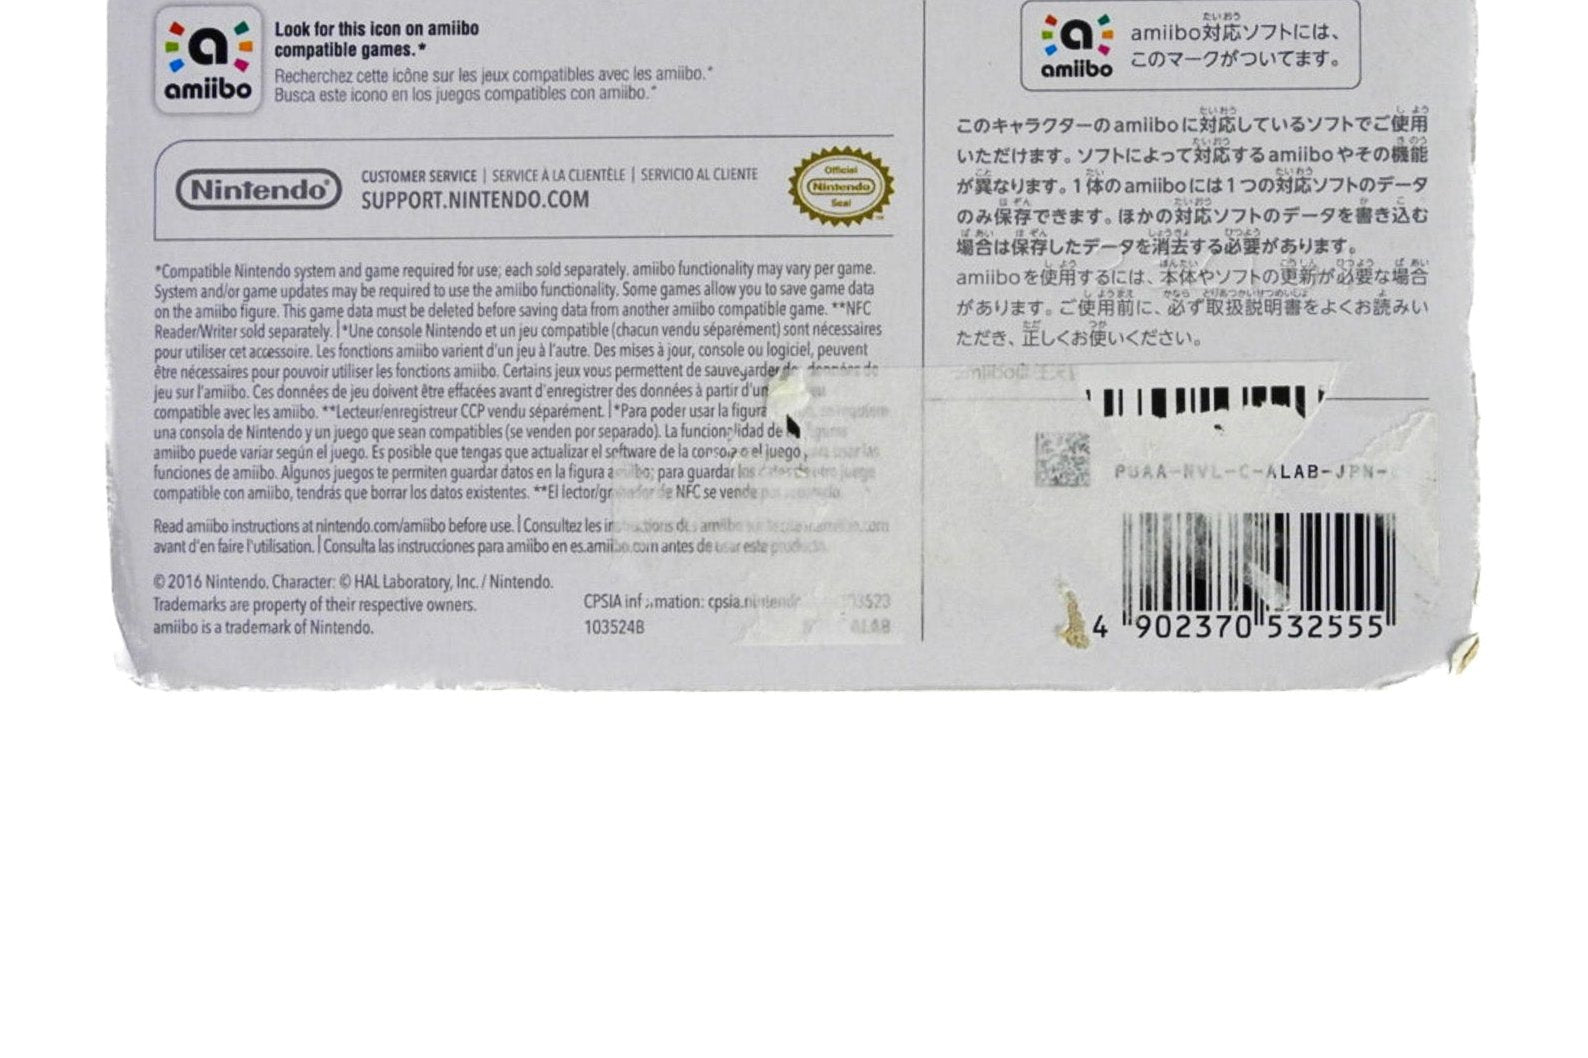 amiibo
Look for this icon on amiibo
compatible games.*
Recherchez cette icône sur les jeux compatibles avec les amiibo.*
Busca este icono en los juegos compatibles con amiibo.*
Nintendo®
CUSTOMER SERVICE | SERVICE À LA CLIENTÈLE | SERVICIO AL CLIENTE
SUPPORT.NINTENDO.COM
Official
Nintendo
Seal
*Compatible Nintendo system and game required for use; each sold separately. amiibo functionality may vary per game.
System and/or game updates may be required to use the amiibo functionality. Some games allow you to save game data
on the amiibo figure. This game data must be deleted before saving data from another amiibo compatible game. **NFC
Reader/Writer sold separately. | *Une console Nintendo et un jeu compatible (chacun vendu séparément) sont nécessaires
pour utiliser cet accessoire. Les fonctions amiibo varient d'un jeu à l'autre. Des mises à jour, console ou logiciel, peuvent
être nécessaires pour pouvoir utiliser les fonctions amiibo. Certains jeux vous permettent de sauvegarder des données de
jeu sur l'amiibo. Ces données de jeu doivent être effacées avant d'enregistrer des données à partir d'un jeu
compatible avec les amiibo. **Lecteur/enregistreur CCP vendu séparément. | *Para poder usar la figura se requiere
una consola de Nintendo y un juego que sean compatibles (se venden por separado). La funcionalidad de figuras
amiibo puede variar según el juego. Es posible que tengas que actualizar el software de la consola o el juego para usar las
funciones de amiibo. Algunos juegos te permiten guardar datos en la figura amiibo; para guardar los datos de otro juego
compatible con amiibo, tendrás que borrar los datos existentes. **El lector/grabador de NFC se vende por separado.
Read amiibo instructions at nintendo.com/amiibo before use. | Consultez les instructions des amiibo
avant d'en faire l'utilisation. | Consulta las instrucciones para amiibo en es.amiibo.com antes de usar este producto.
© 2016 Nintendo. Character: © HAL Laboratory, Inc. / Nintendo.
Trademarks are property of their respective owners.
amiibo is a trademark of Nintendo.
CPSIA information: cpsia.nintendo
103523
103524B
ALAB
amiibo
amiibo対応ソフトには、
このマークがついてます。
このキャラクターのamiiboに対応しているソフトでご使用
いただけます。ソフトによって対応するamiiboやその機能
が異なります。1体のamiiboには1つの対応ソフトのデータ
のみ保存できます。ほかの対応ソフトのデータを書き込む
場合は保存したデータを消去する必要があります。
amiiboを使用するには、本体やソフトの更新が必要な場合
があります。ご使用前に、必ず取扱説明書をよくお読みい
ただき、正しくお使いください。
-NVL-C-ALAB-JPN-
4 902370 532555